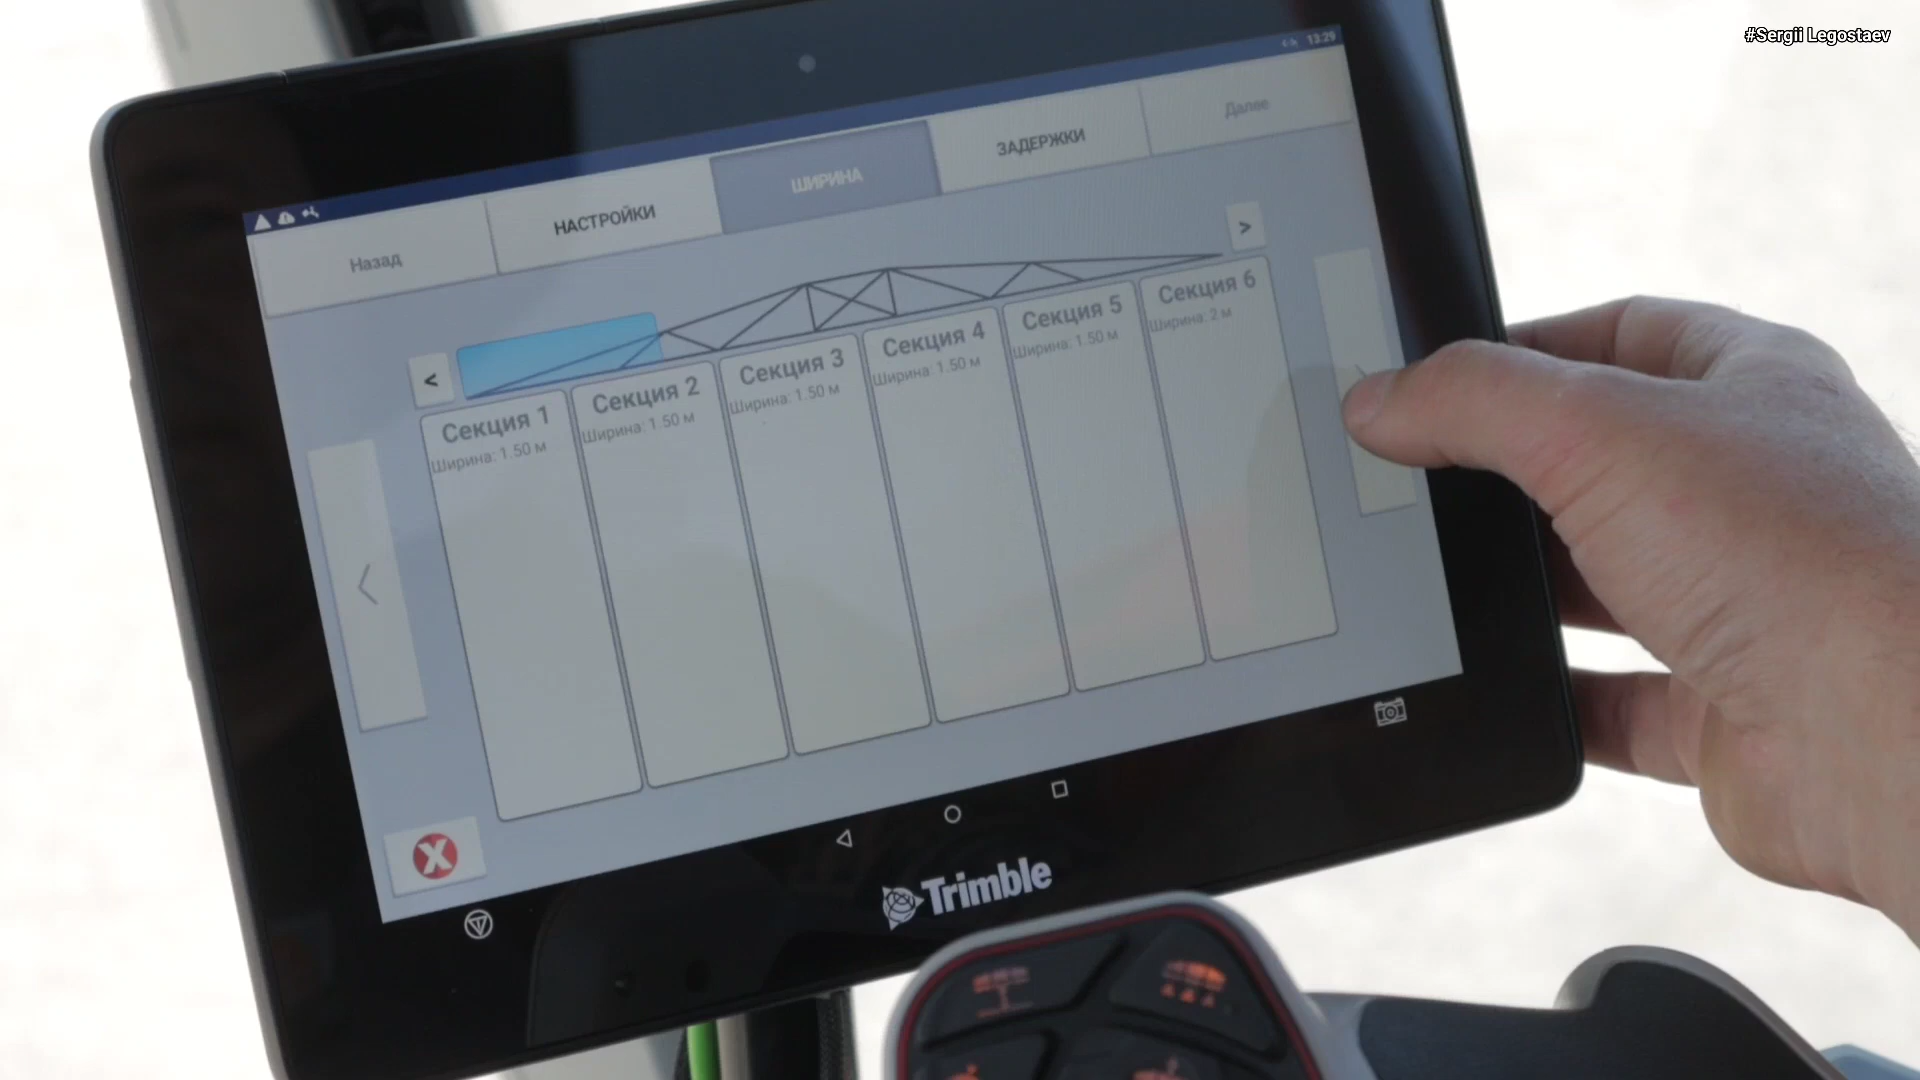 #Sergii Legostaev
13:29
Назад
НАСТРОЙКИ
ШИРИНА
ЗАДЕРЖКИ
Далее
<
>
Секция 1
Ширина: 1.50 м
Секция 2
Ширина: 1.50 м
Секция 3
Ширина: 1.50 м
Секция 4
Ширина: 1.50 м
Секция 5
Ширина: 1.50 м
Секция 6
Ширина: 2 м
X
Trimble